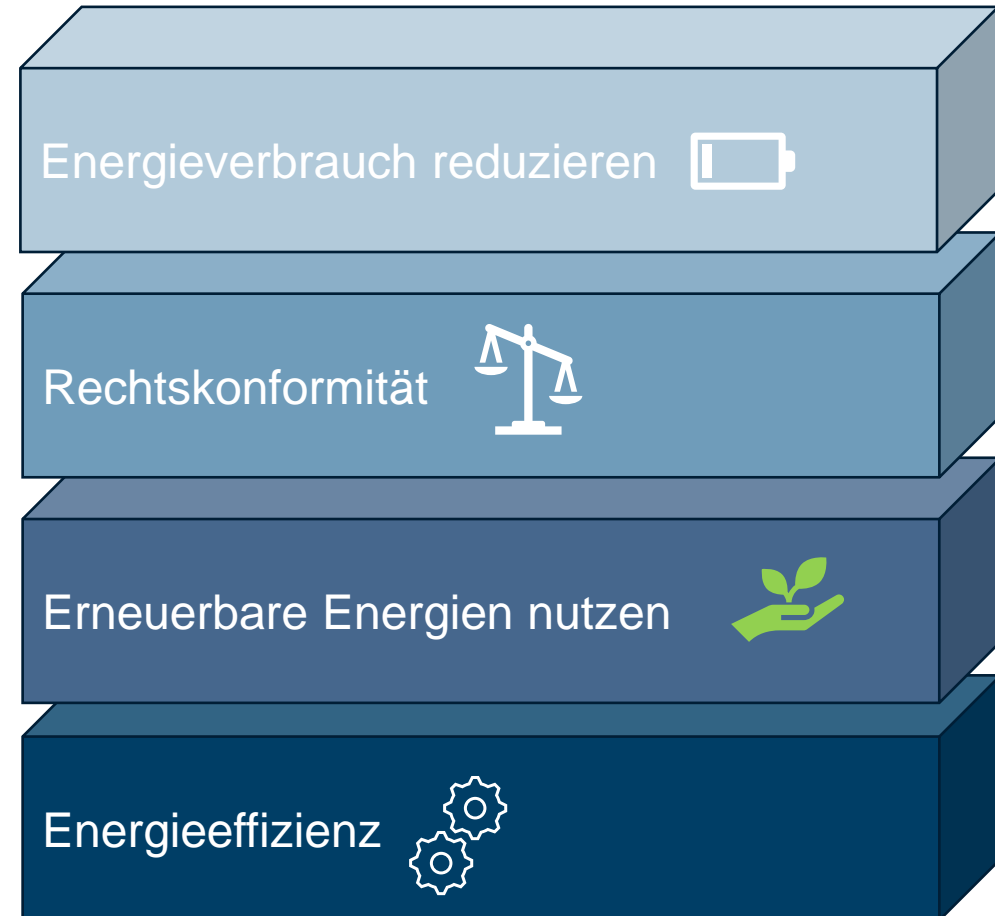 Energieverbrauch reduzieren
Rechtskonformität
Erneuerbare Energien nutzen
Energieeffizienz